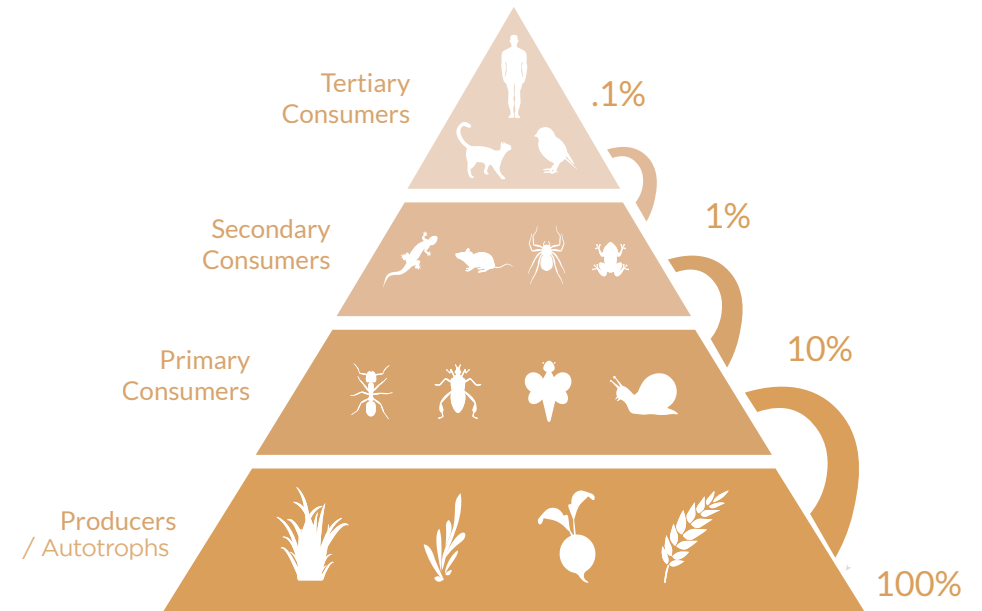 Tertiary
Consumers
.1%
Secondary
Consumers
1%
Primary
Consumers
10%
Producers
/ Autotrophs
100%